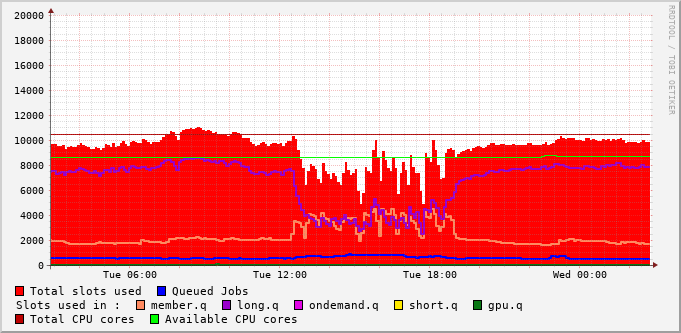 RRDTOOL / TOBI OETIKER
20000
18000
16000
14000
12000
10000
8000
6000
4000
2000
0
Tue 06:00 Tue 12:00 Tue 18:00 Wed 00:00
Total slots used Queued Jobs
Slots used in : member.q long.q ondemand.q short.q gpu.q
Total CPU cores Available CPU cores